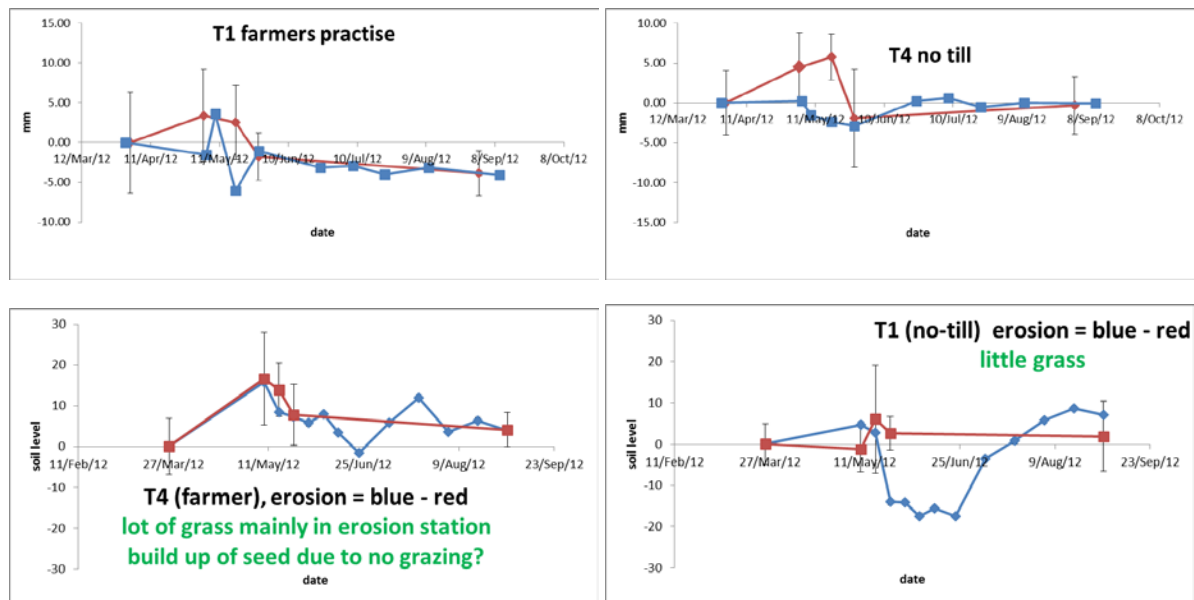 T1 farmers practise
15.00
10.00
5.00
0.00
-5.00
-10.00
mm
12/Mar/12 11/Apr/12 11/May/12 10/Jun/12 10/Jul/12 9/Aug/12 8/Sep/12 8/Oct/12
date
T4 no till
10.00
5.00
0.00
-5.00
-10.00
-15.00
mm
12/Mar/12 11/Apr/12 11/May/12 10/Jun/12 10/Jul/12 9/Aug/12 8/Sep/12 8/Oct/12
date
30
20
10
0
-10
-20
-30
soil level
11/Feb/12 27/Mar/12 11/May/12 25/Jun/12 9/Aug/12 23/Sep/12
T4 (farmer), erosion = blue - red
lot of grass mainly in erosion station
build up of seed due to no grazing?
date
T1 (no-till) erosion = blue - red
little grass
30
20
10
0
-10
-20
-30
soil level
11/Feb/12 27/Mar/12 11/May/12 25/Jun/12 9/Aug/12 23/Sep/12
date